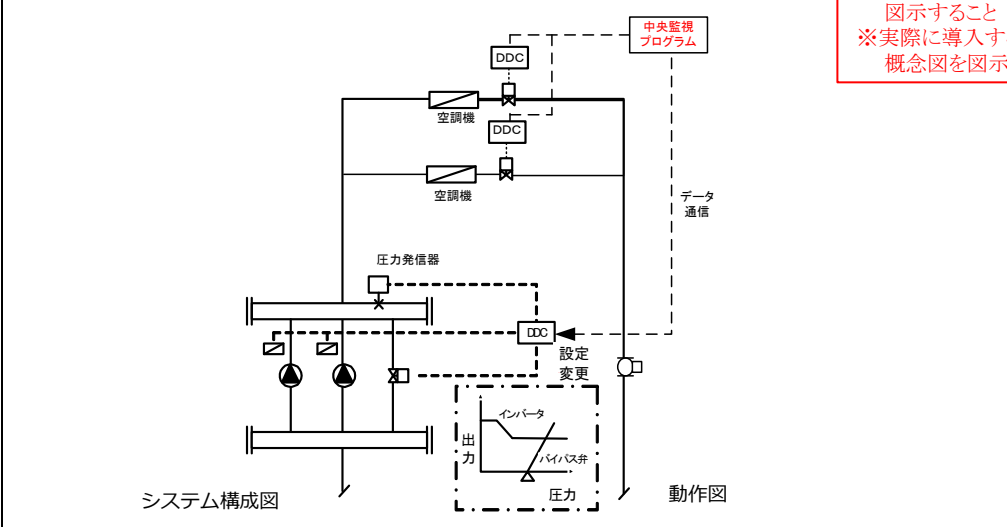 図示すること
※実際に導入す
概念図を図示
中央監視
プログラム
DDC
空調機
DDC
空調機
データ
通信
圧力発信器
DDC
設定
変更
インバータ
出
力
バイパス弁
圧力
システム構成図
動作図